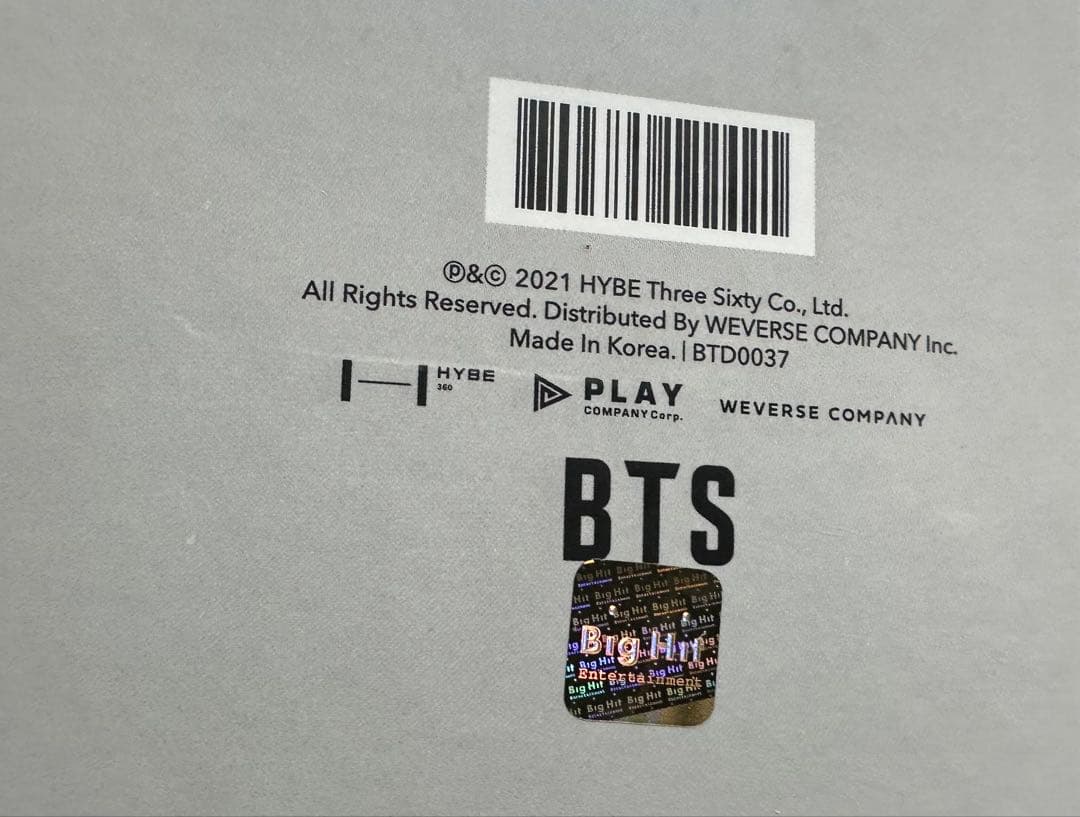 Ⓟ&© 2021 HYBE Three Sixty Co., Ltd.
All Rights Reserved. Distributed By WEVERSE COMPANY Inc.
Made In Korea. | BTD0037
HYBE
360
PLAY
COMPANY Corp.
WEVERSE COMPANY
BTS
Big Hit
Entertainment